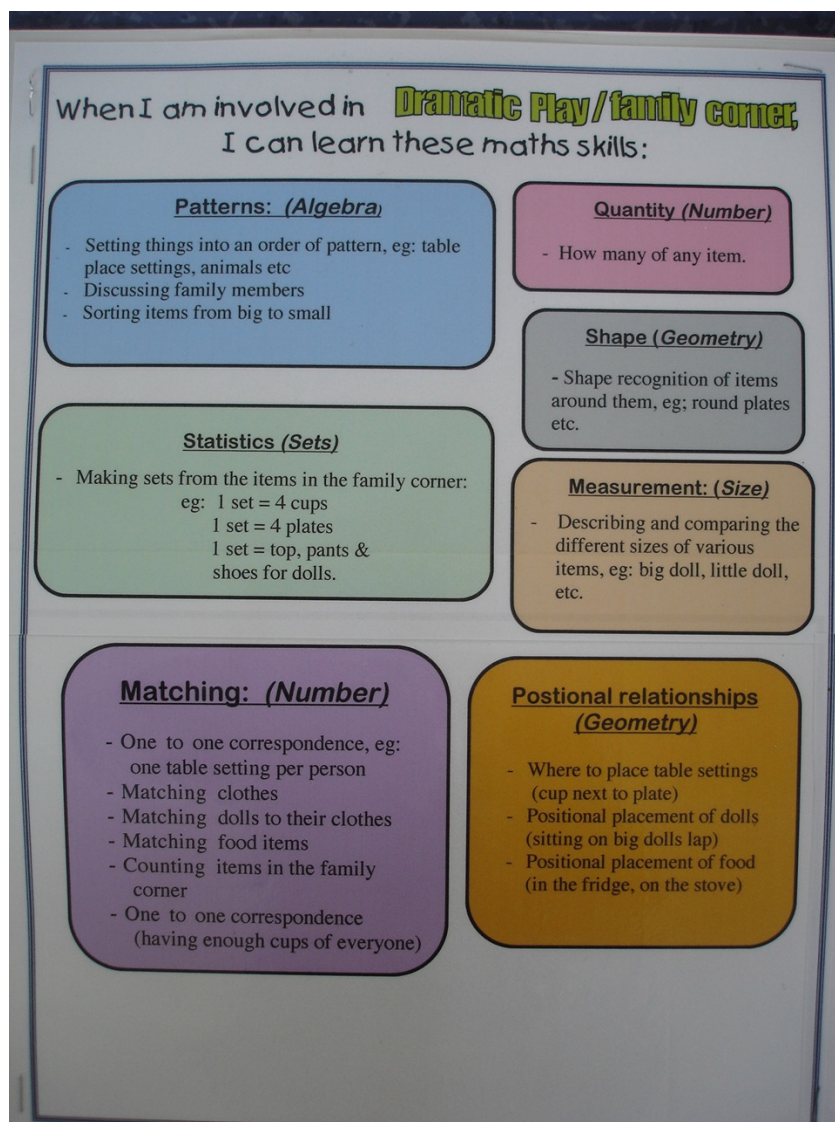 When I am involved in Dramatic Play/family corner,
I can learn these maths skills:
Patterns: (Algebra)
- Setting things into an order of pattern, eg: table
place settings, animals etc
- Discussing family members
- Sorting items from big to small
Quantity (Number)
- How many of any item.
Shape (Geometry)
- Shape recognition of items
around them, eg; round plates
etc.
Statistics (Sets)
- Making sets from the items in the family corner:
eg: 1 set = 4 cups
1 set = 4 plates
1 set = top, pants &
shoes for dolls.
Measurement: (Size)
- Describing and comparing the
different sizes of various
items, eg: big doll, little doll,
etc.
Matching: (Number)
- One to one correspondence, eg:
one table setting per person
- Matching clothes
- Matching dolls to their clothes
- Matching food items
- Counting items in the family
corner
- One to one correspondence
(having enough cups of everyone)
Postional relationships
(Geometry)
- Where to place table settings
(cup next to plate)
- Positional placement of dolls
(sitting on big dolls lap)
- Positional placement of food
(in the fridge, on the stove)